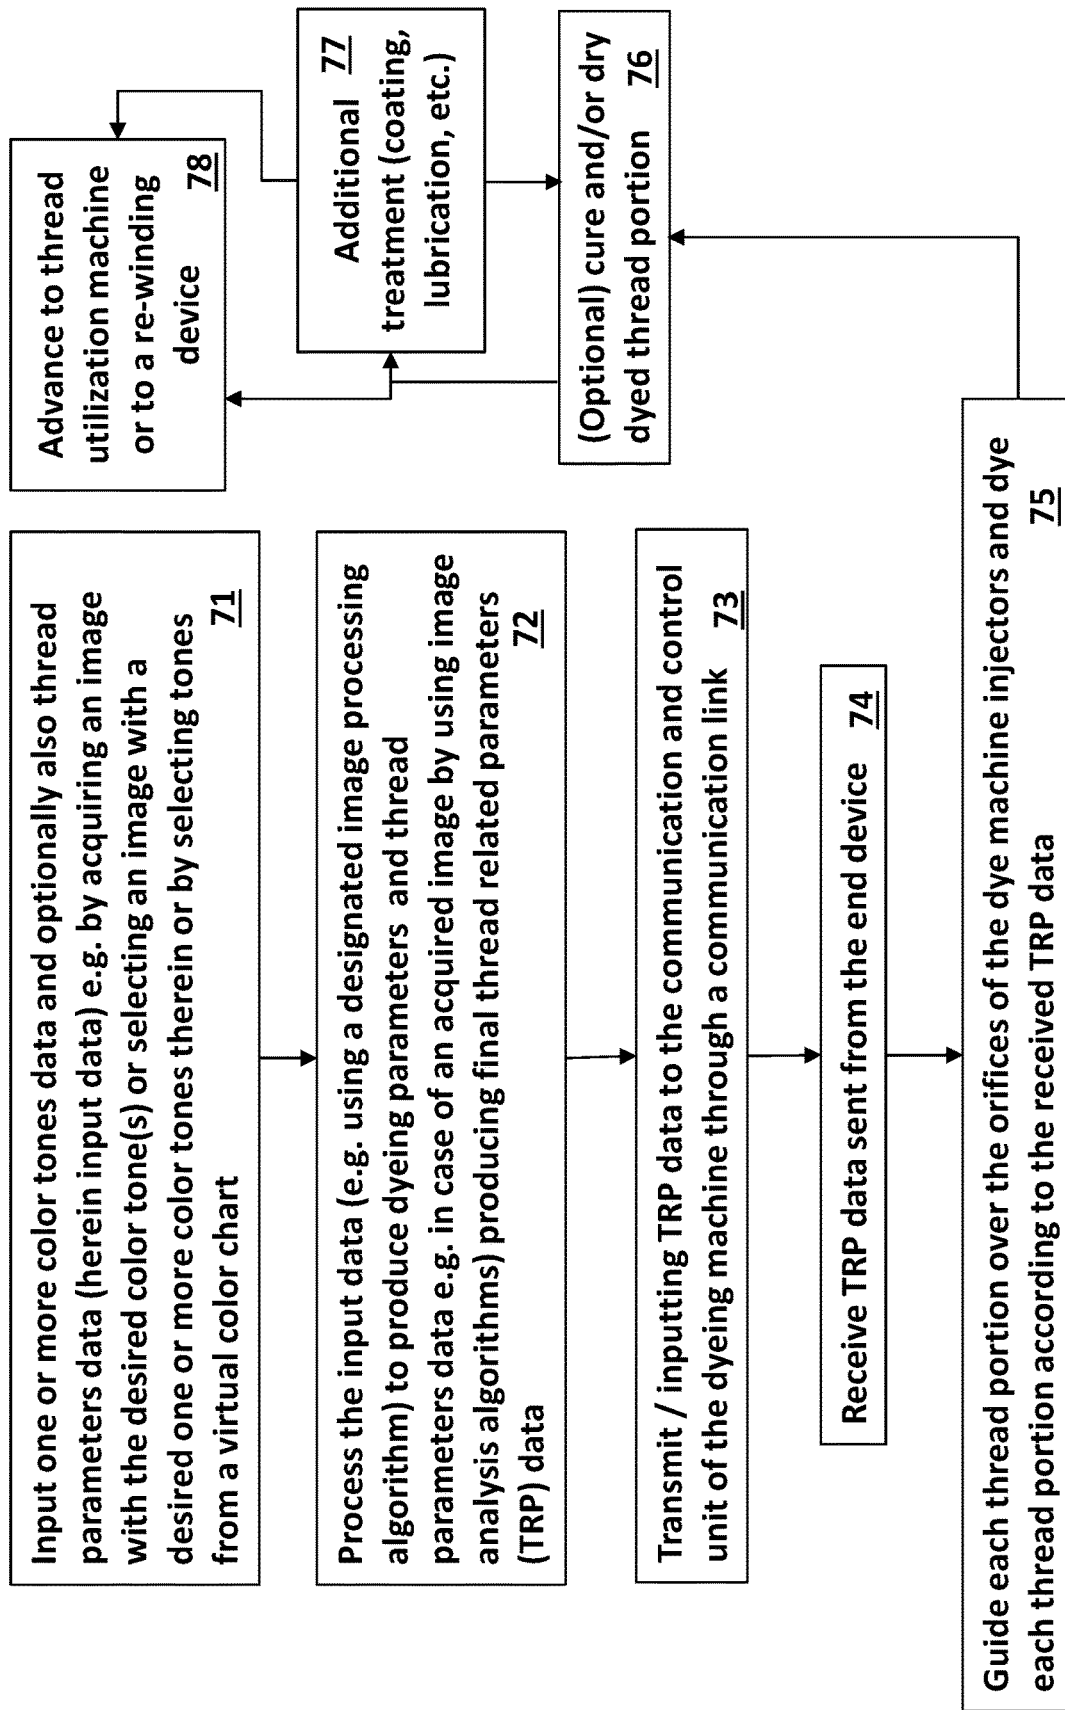 Input one or more color tones data and optionally also thread
parameters data (herein input data) e.g. by acquiring an image
with the desired color tone(s) or selecting an image with a
desired one or more color tones therein or by selecting tones
from a virtual color chart 71
Process the input data (e.g. using a designated image processing
algorithm) to produce dyeing parameters and thread
parameters data e.g. in case of an acquired image by using image
analysis algorithms) producing final thread related parameters
(TRP) data 72
Transmit / inputting TRP data to the communication and control
unit of the dyeing machine through a communication link 73
Receive TRP data sent from the end device 74
Guide each thread portion over the orifices of the dye machine injectors and dye
each thread portion according to the received TRP data 75
(Optional) cure and/or dry
dyed thread portion 76
Additional 77
treatment (coating,
lubrication, etc.)
Advance to thread
utilization machine
or to a re-winding
device 78